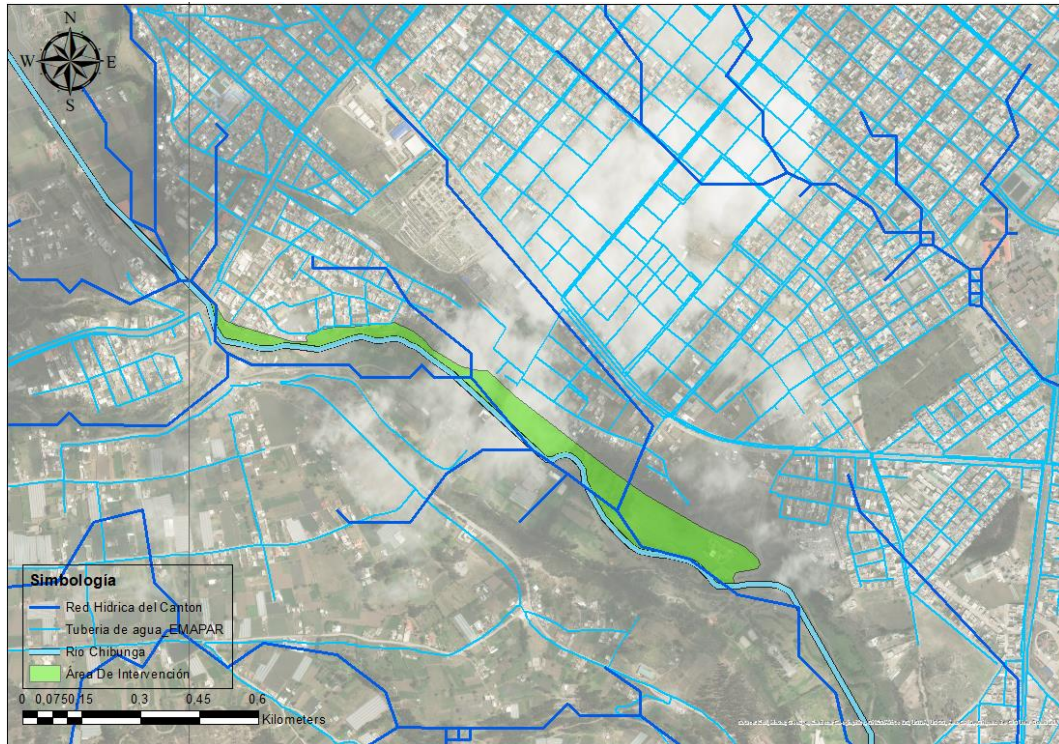 N
W E
S
Simbología
Red Hidrica del Canton
Tuberia de agua_EMAPAR
Rio Chibunga
Área De Intervención
0 0,0750,15 0,3 0,45 0,6
Kilometers